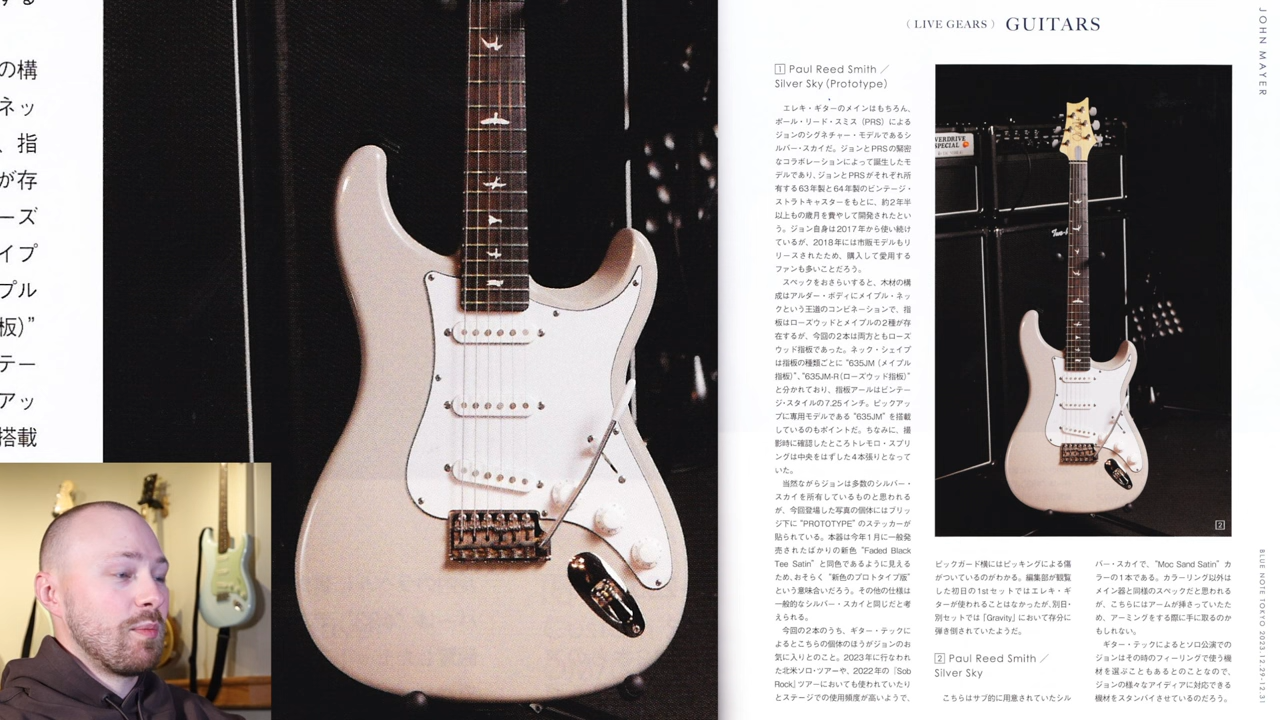 する
の構
ネッ
、指
が存
ーズ
イプ
プル
板)”
テー
アッ
搭載
(LIVE GEARS) GUITARS
JOHN MAYER
1 Paul Reed Smith /
Silver Sky (Prototype)
エレキ・ギターのメインはもちろん、
ポール・リード・スミス(PRS)による
ジョンのシグネチャー・モデルであるシ
ルバー・スカイだ。ジョンとPRSの緊密
なコラボレーションによって誕生したモ
デルであり、ジョンとPRSがそれぞれ所
有する63年製と64年製のビンテージ・
ストラトキャスターをもとに、約2年半
以上もの歳月を費やして開発されたとい
う。ジョン自身は2017年から使い続け
ているが、2018年には市販モデルもリ
リースされたため、購入して愛用する
ファンも多いことだろう。
スペックをおさらいすると、木材の構
成はアルダー・ボディにメイプル・ネッ
クという王道のコンビネーションで、指
板はローズウッドとメイプルの2種が存
在するが、今回の2本は両方ともローズ
ウッド指板であった。ネック・シェイプ
は指板の種類ごとに“635JM(メイプル
指板)”、“635JM-R(ローズウッド指板)”
と分かれており、指板アールはビンテー
ジ・スタイルの7.25インチ。ピックアッ
プに専用モデルである“635JM”を搭載
しているのもポイントだ。ちなみに、撮
影時に確認したところトレモロ・スプリ
ングは中央をはずした4本張りとなって
いた。
当然ながらジョンは多数のシルバー・
スカイを所有しているものと思われる
が、今回登場した写真の個体にはブリッ
ジ下に“PROTOTYPE”のステッカーが
貼られている。本器は今年1月に一般発
売されたばかりの新色“Faded Black
Tee Satin”と同色であるように見える
ため、おそらく“新色のプロトタイプ版”
という意味合いだろう。その他の仕様は
一般的なシルバー・スカイと同じだと考
えられる。
今回の2本のうち、ギター・テックに
よるとこちらの個体のほうがジョンのお
気に入りとのこと。2023年に行なわれ
た北米ソロ・ツアーや、2022年の『Sob
Rock』ツアーにおいても使われていたり
とステージでの使用頻度が高いようで、
VERDRIVE
SPECIAL
2
ピックガード横にはピッキングによる傷
がついているのがわかる。編集部が観覧
した初日の1stセットではエレキ・ギ
ターが使われることはなかったが、別日・
別セットでは「Gravity」において存分に
弾き倒されていたようだ。
2 Paul Reed Smith /
Silver Sky
こちらはサブ的に用意されていたシル
バー・スカイで、“Moc Sand Satin”カ
ラーの1本である。カラーリング以外は
メイン器と同様のスペックだと思われる
が、こちらにはアームが挿さっていたた
め、アーミングをする際に手に取るのか
もしれない。
ギター・テックによるとソロ公演での
ジョンはその時のフィーリングで使う機
材を選ぶこともあるとのことなので、
ジョンの様々なアイディアに対応できる
機材をスタンバイさせているのだろう。
BLUE NOTE TOKYO 2023.12.29-12.31